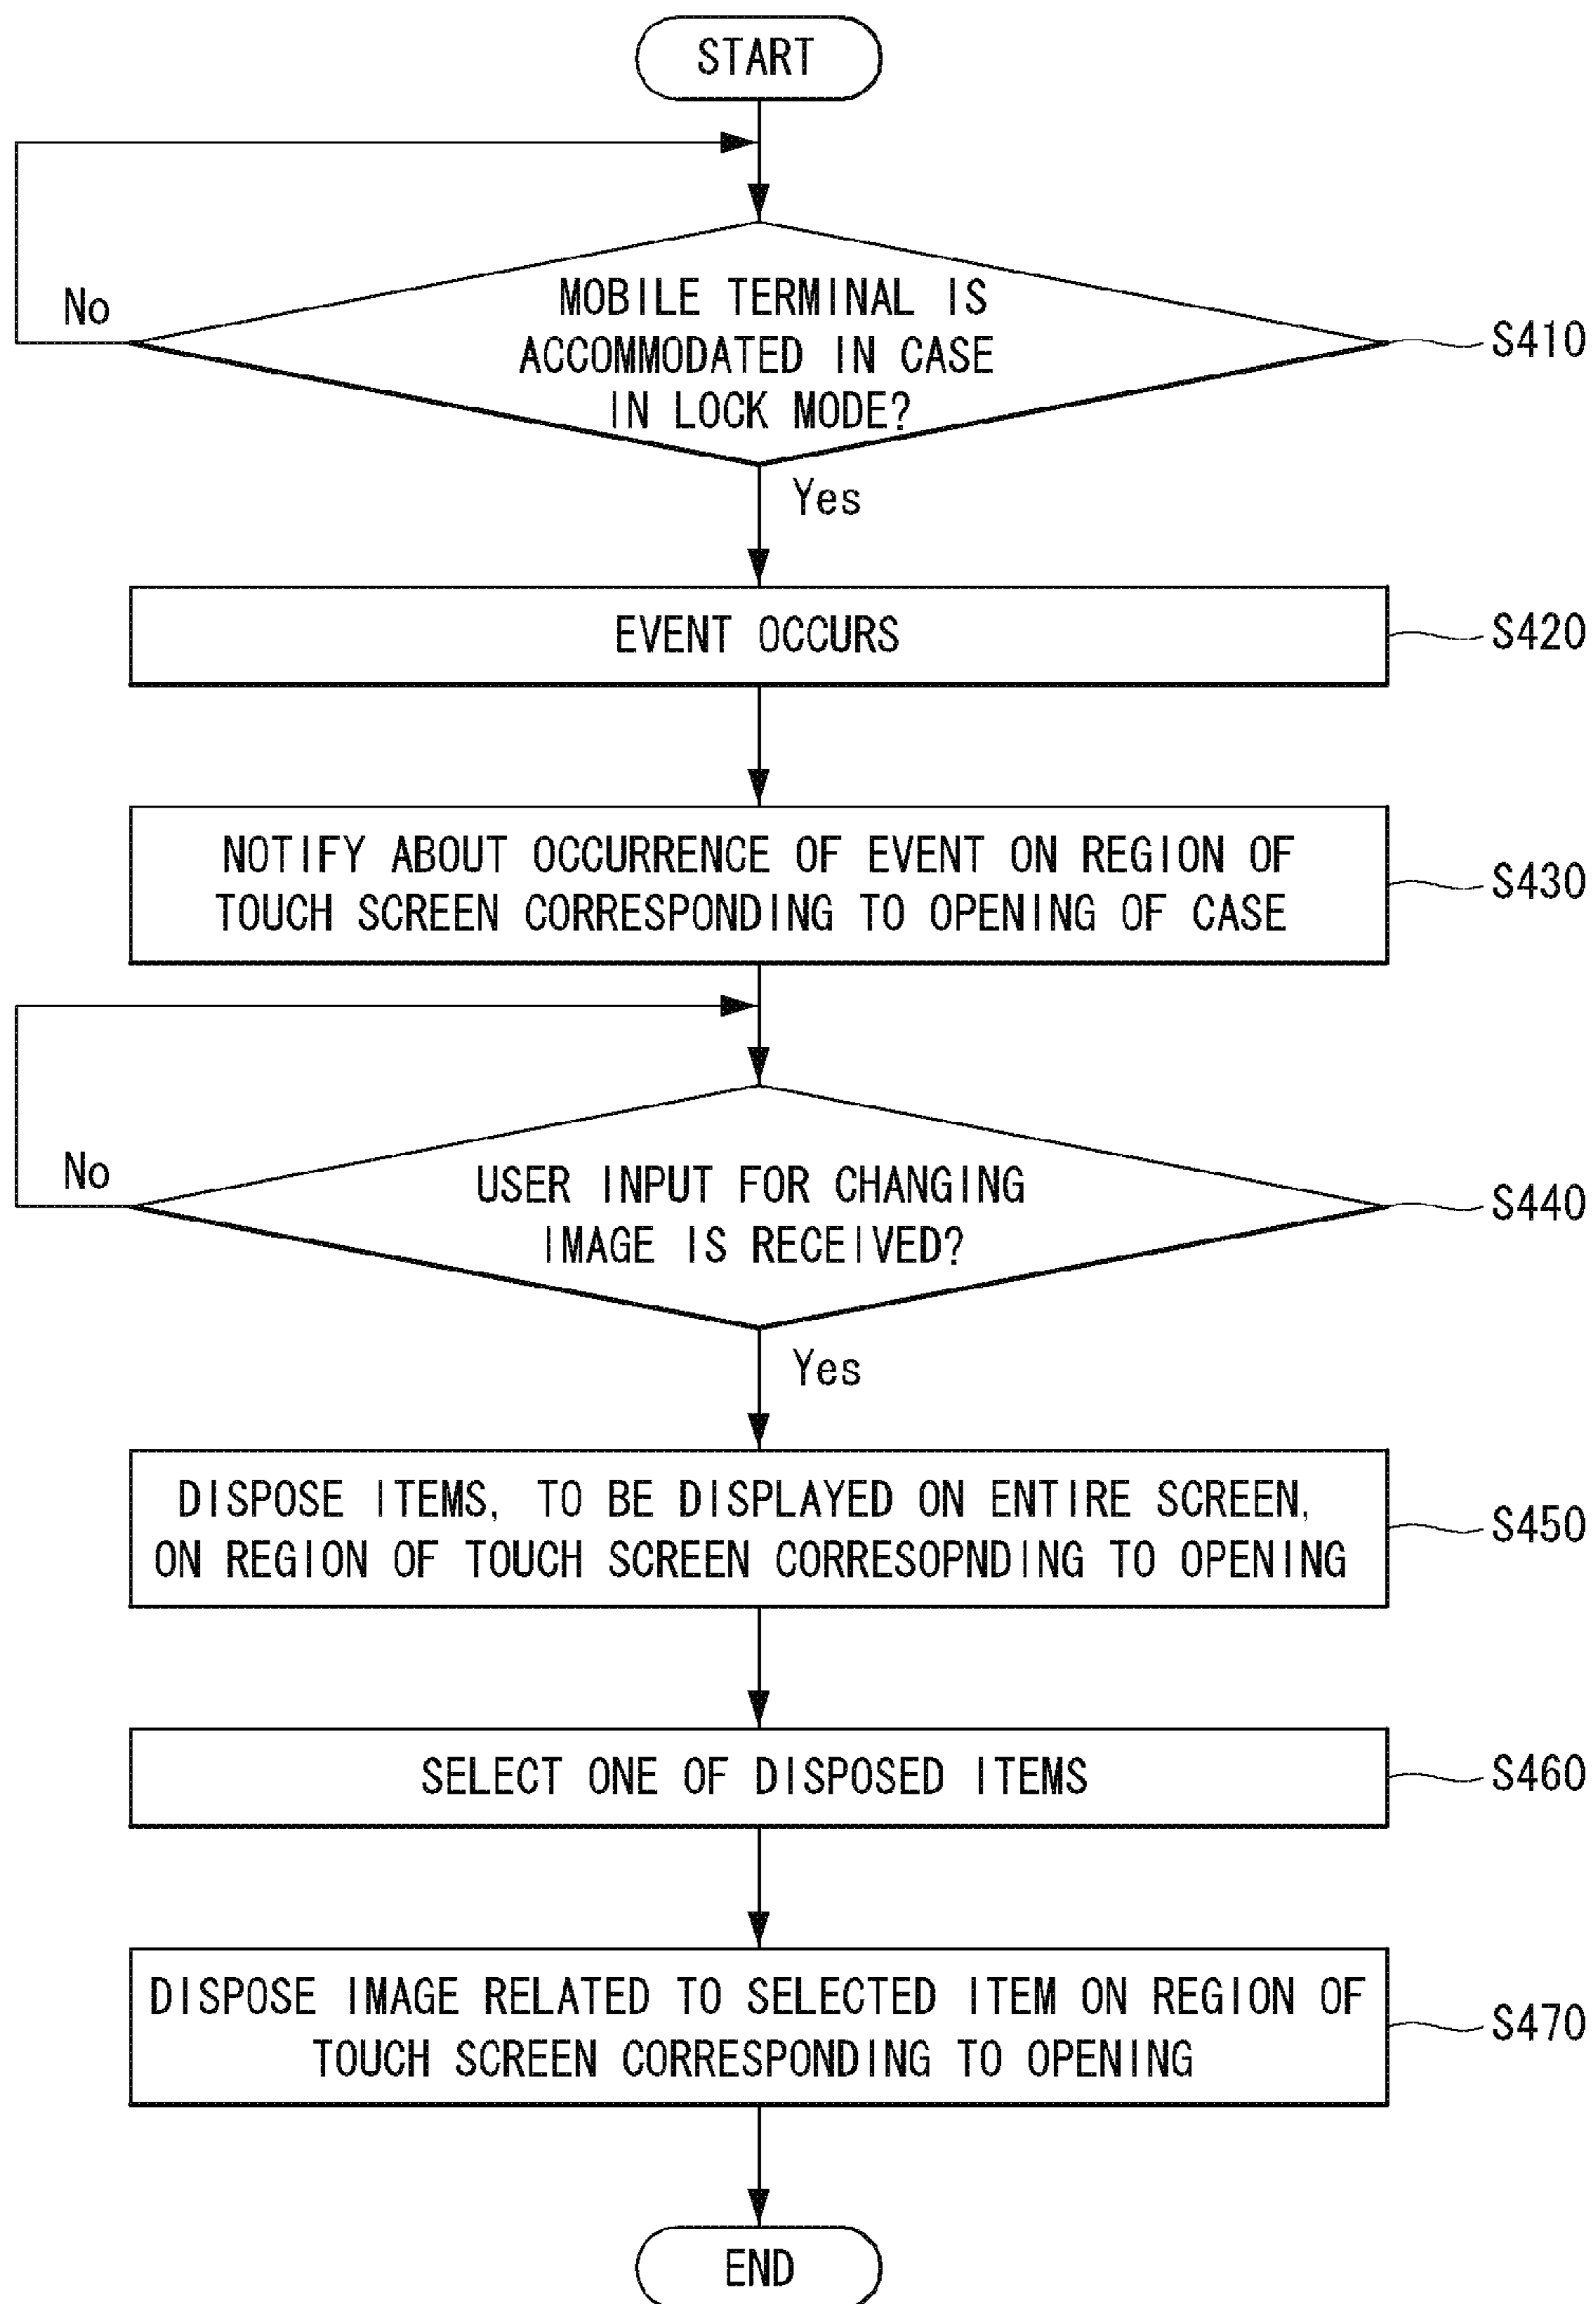 START
No
MOBILE TERMINAL IS
ACCOMMODATED IN CASE
IN LOCK MODE?
S410
Yes
EVENT OCCURS
S420
NOTIFY ABOUT OCCURRENCE OF EVENT ON REGION OF
TOUCH SCREEN CORRESPONDING TO OPENING OF CASE
S430
No
USER INPUT FOR CHANGING
IMAGE IS RECEIVED?
S440
Yes
DISPOSE ITEMS, TO BE DISPLAYED ON ENTIRE SCREEN,
ON REGION OF TOUCH SCREEN CORRESOPNDING TO OPENING
S450
SELECT ONE OF DISPOSED ITEMS
S460
DISPOSE IMAGE RELATED TO SELECTED ITEM ON REGION OF
TOUCH SCREEN CORRESPONDING TO OPENING
S470
END